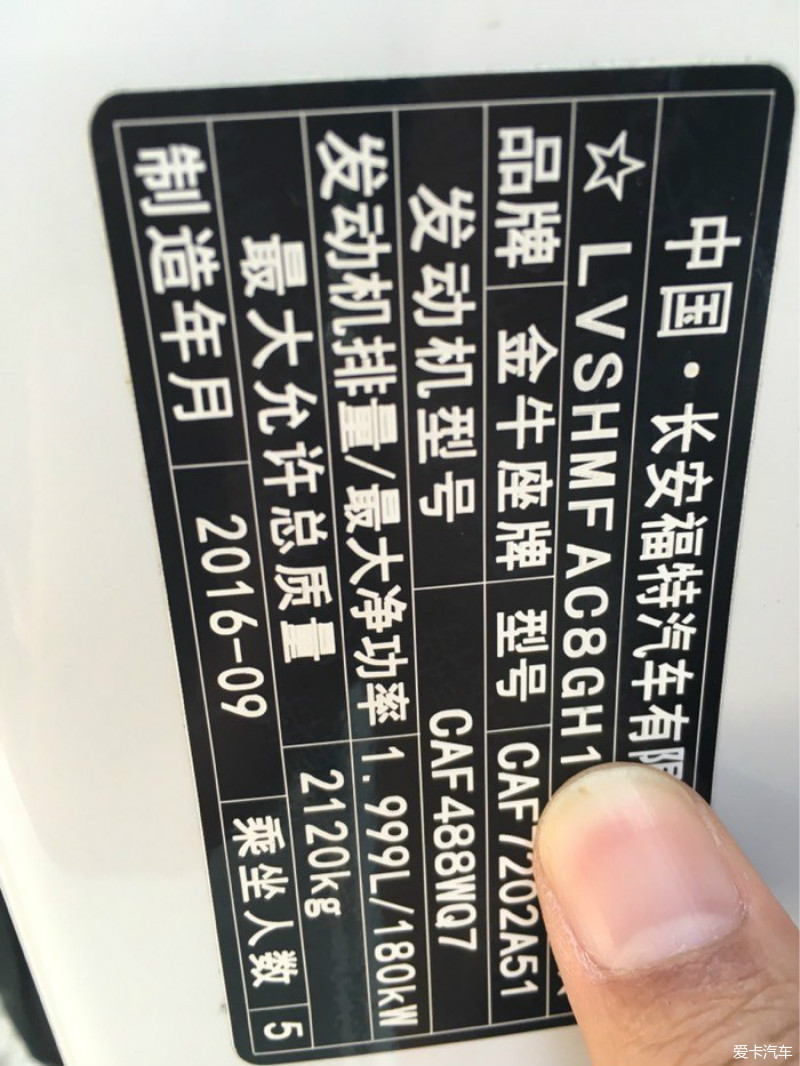 中国·长安福特汽车有限
☆LVSHMFAC8GH1
品牌 金牛座牌 型号 CAF7202A51
发动机型号 CAF488WQ7
发动机排量/最大净功率 1.999L/180kW
最大允许总质量 2120kg
制造年月 2016-09 乘坐人数 5
爱卡汽车